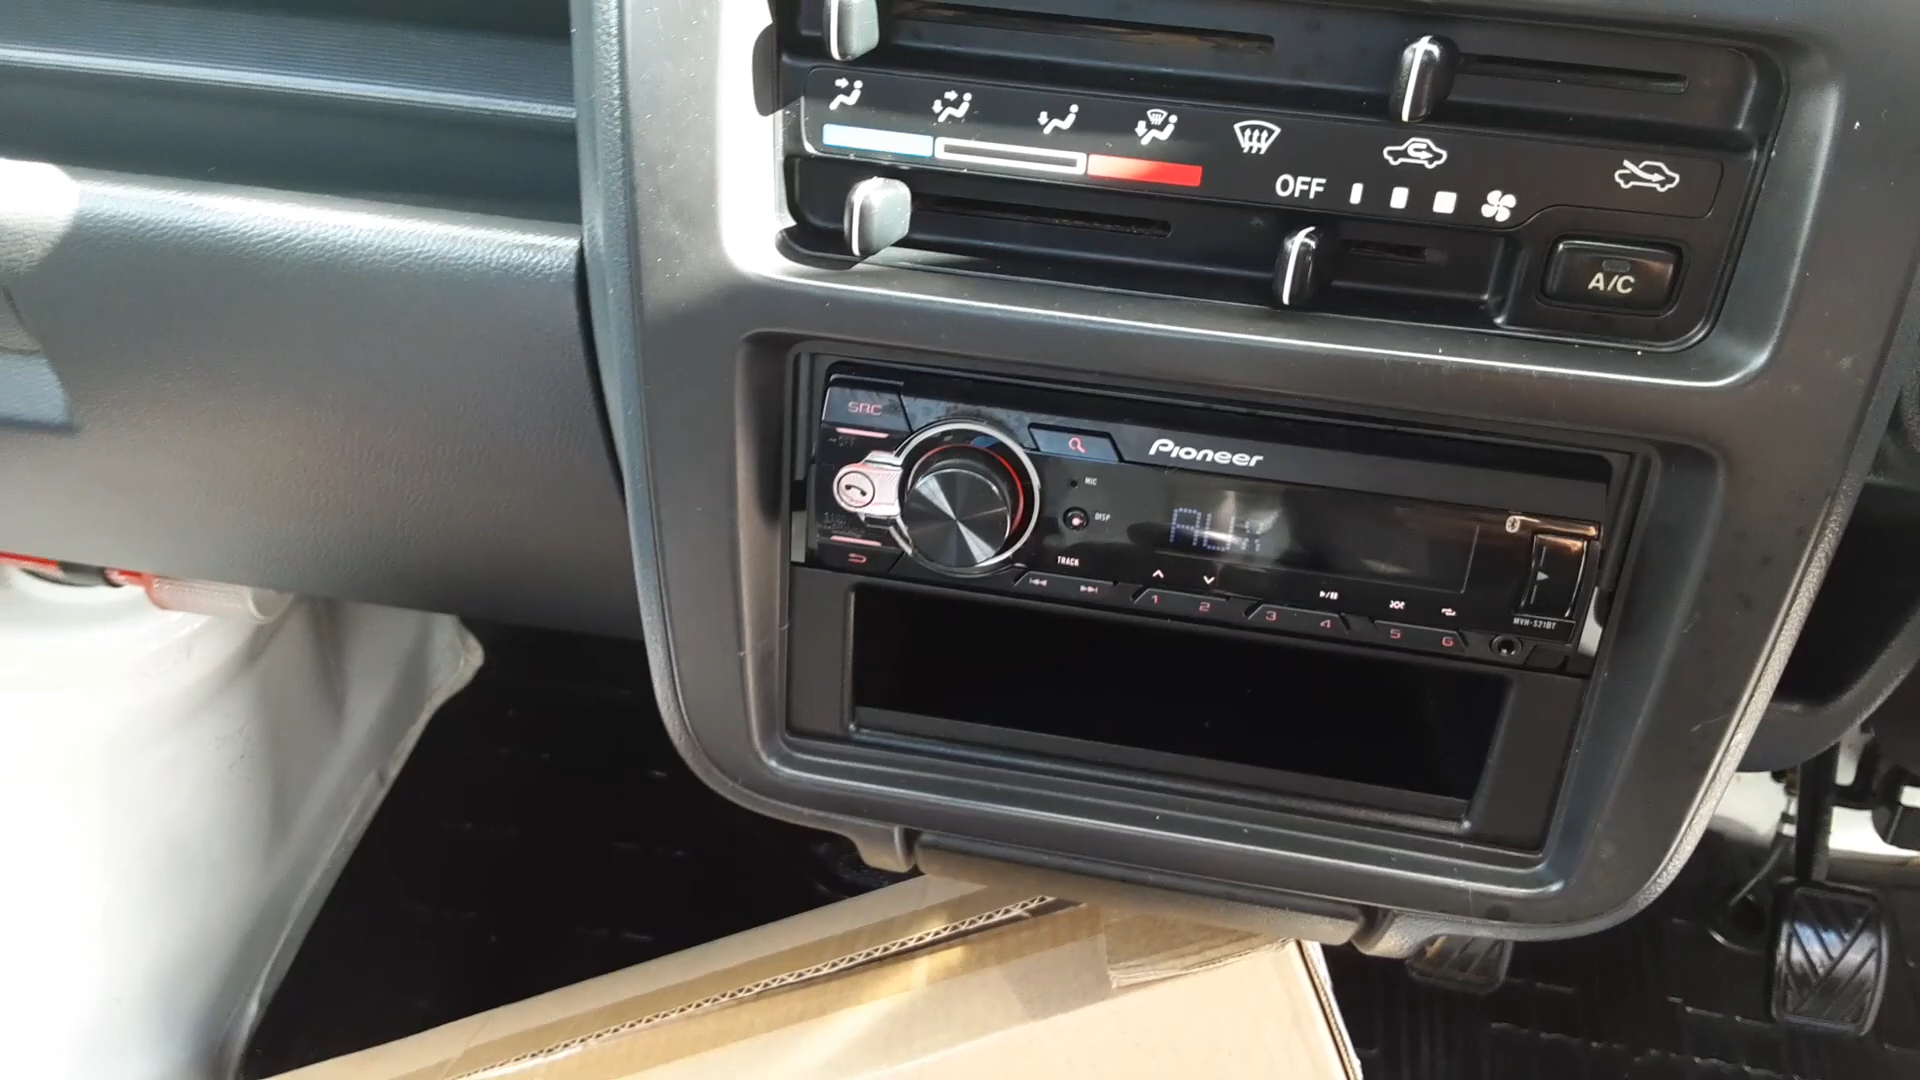 OFF
A/C
SRC
Pioneer
MIC
DISP
AUX
TRACK
1 2 3 4 5 6
MVH-S21BT